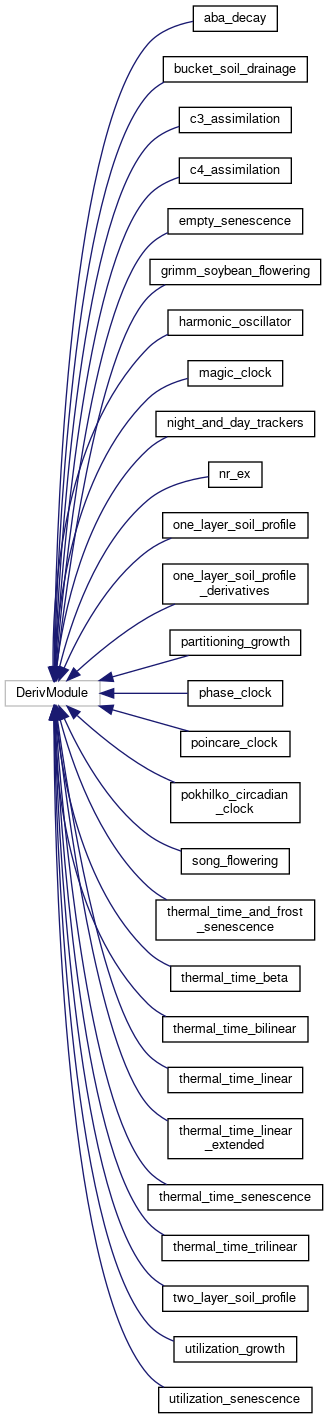 aba_decay
bucket_soil_drainage
c3_assimilation
c4_assimilation
empty_senescence
grimm_soybean_flowering
harmonic_oscillator
magic_clock
night_and_day_trackers
nr_ex
one_layer_soil_profile
one_layer_soil_profile
_derivatives
partitioning_growth
DerivModule
phase_clock
poincare_clock
pokhilko_circadian
_clock
song_flowering
thermal_time_and_frost
_senescence
thermal_time_beta
thermal_time_bilinear
thermal_time_linear
thermal_time_linear
_extended
thermal_time_senescence
thermal_time_trilinear
two_layer_soil_profile
utilization_growth
utilization_senescence